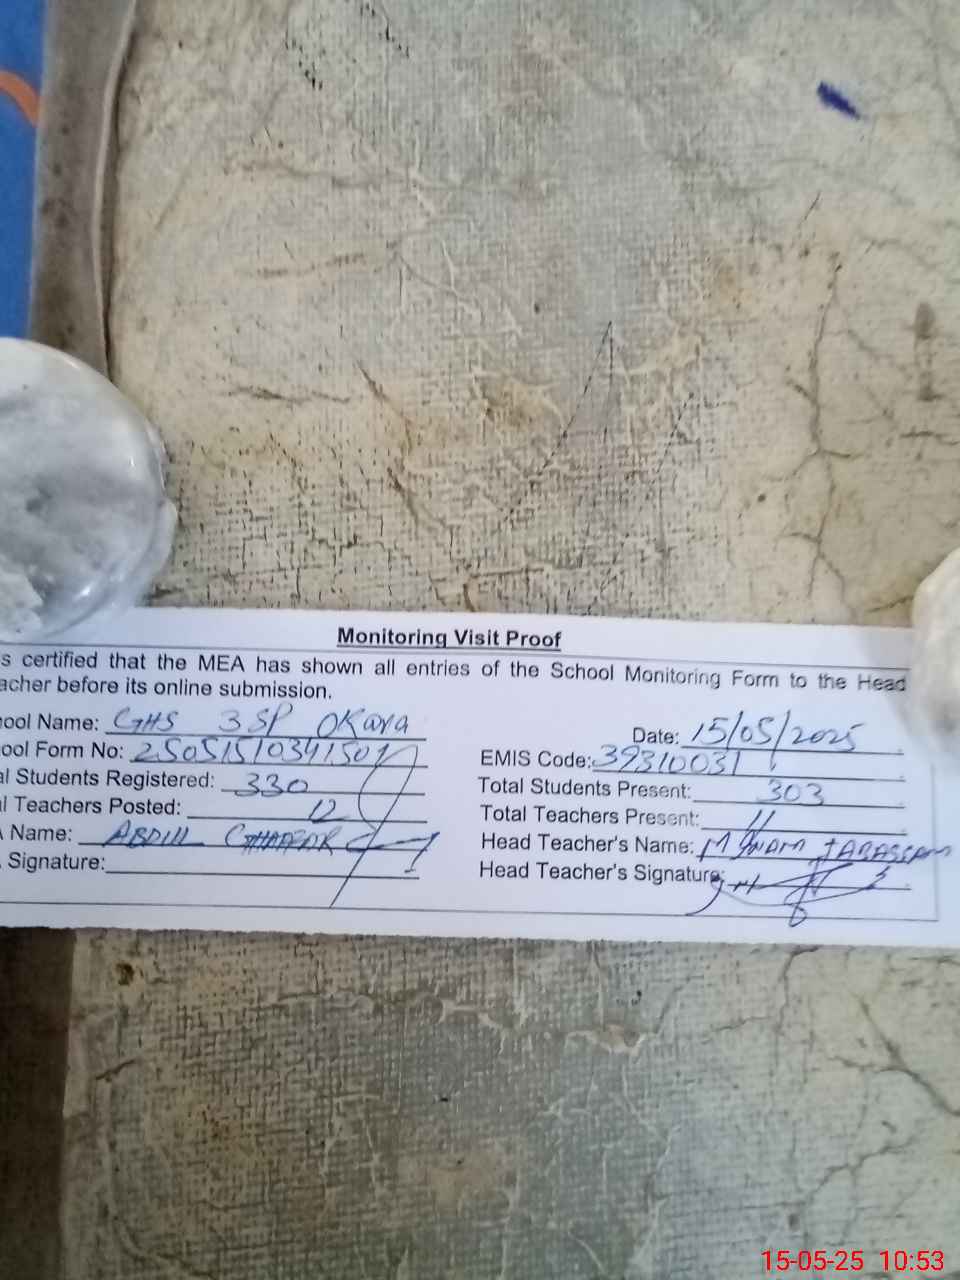 Monitoring Visit Proof
s certified that the MEA has shown all entries of the School Monitoring Form to the Head
acher before its online submission.
ool Name: GHS 3 SP OKara Date: 15/05/2025
ool Form No: EMIS Code: 39310031
al Students Registered: 330 Total Students Present: 303
al Teachers Posted: 12 Total Teachers Present: 11
A Name: ABDUL GHAFFAR Head Teacher's Name: M
Signature: Head Teacher's Signature:
15-05-25 10:53